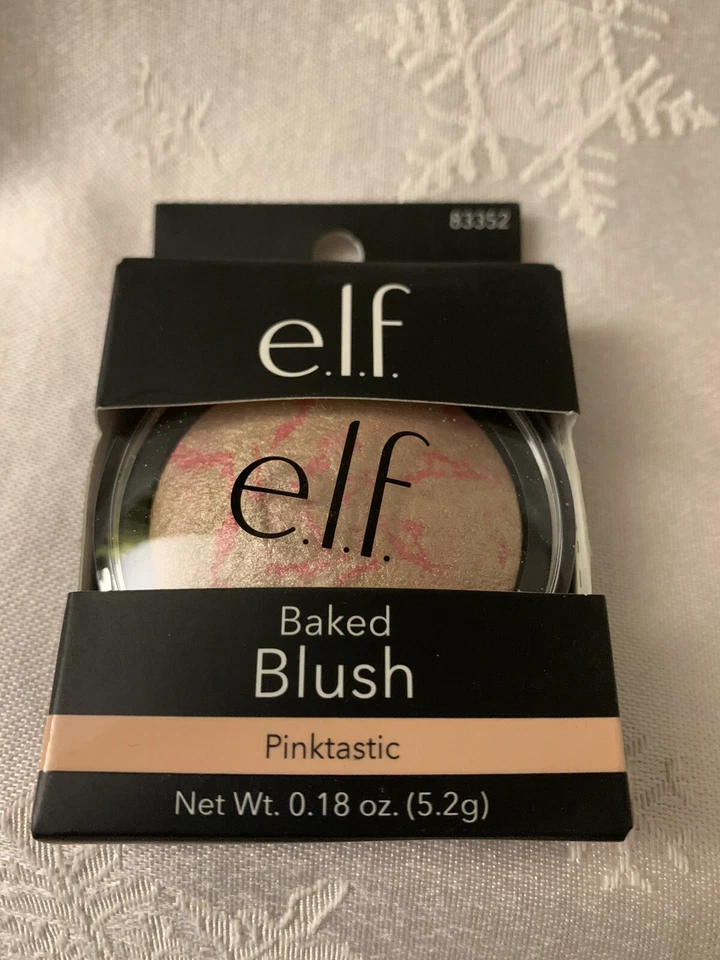 83352
e.l.f.
e.l.f.
Baked
Blush
Pinktastic
Net Wt. 0.18 oz. (5.2g)